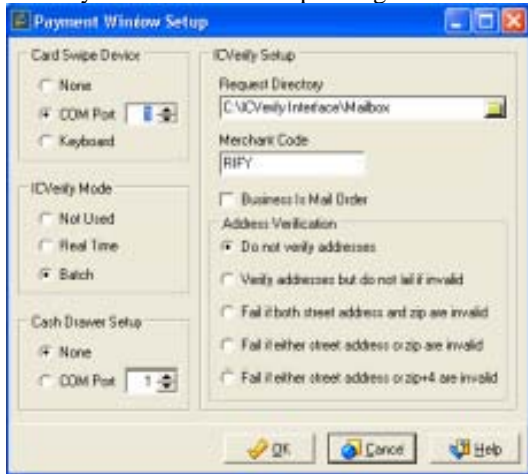 Payment Window Setup
Card Swipe Device
None
COM Port
Keyboard
ICVerify Mode
Not Used
Real Time
Batch
Cash Drawer Setup
None
COM Port 1
ICVerify Setup
Request Directory
C:\ICVerify Interface\Mailbox
Merchant Code
RIFY
Business Is Mail Order
Address Verification
Do not verify addresses
Verify addresses but do not fail if invalid
Fail if both street address and zip are invalid
Fail if either street address or zip are invalid
Fail if either street address or zip+4 are invalid
OK
Cancel
Help